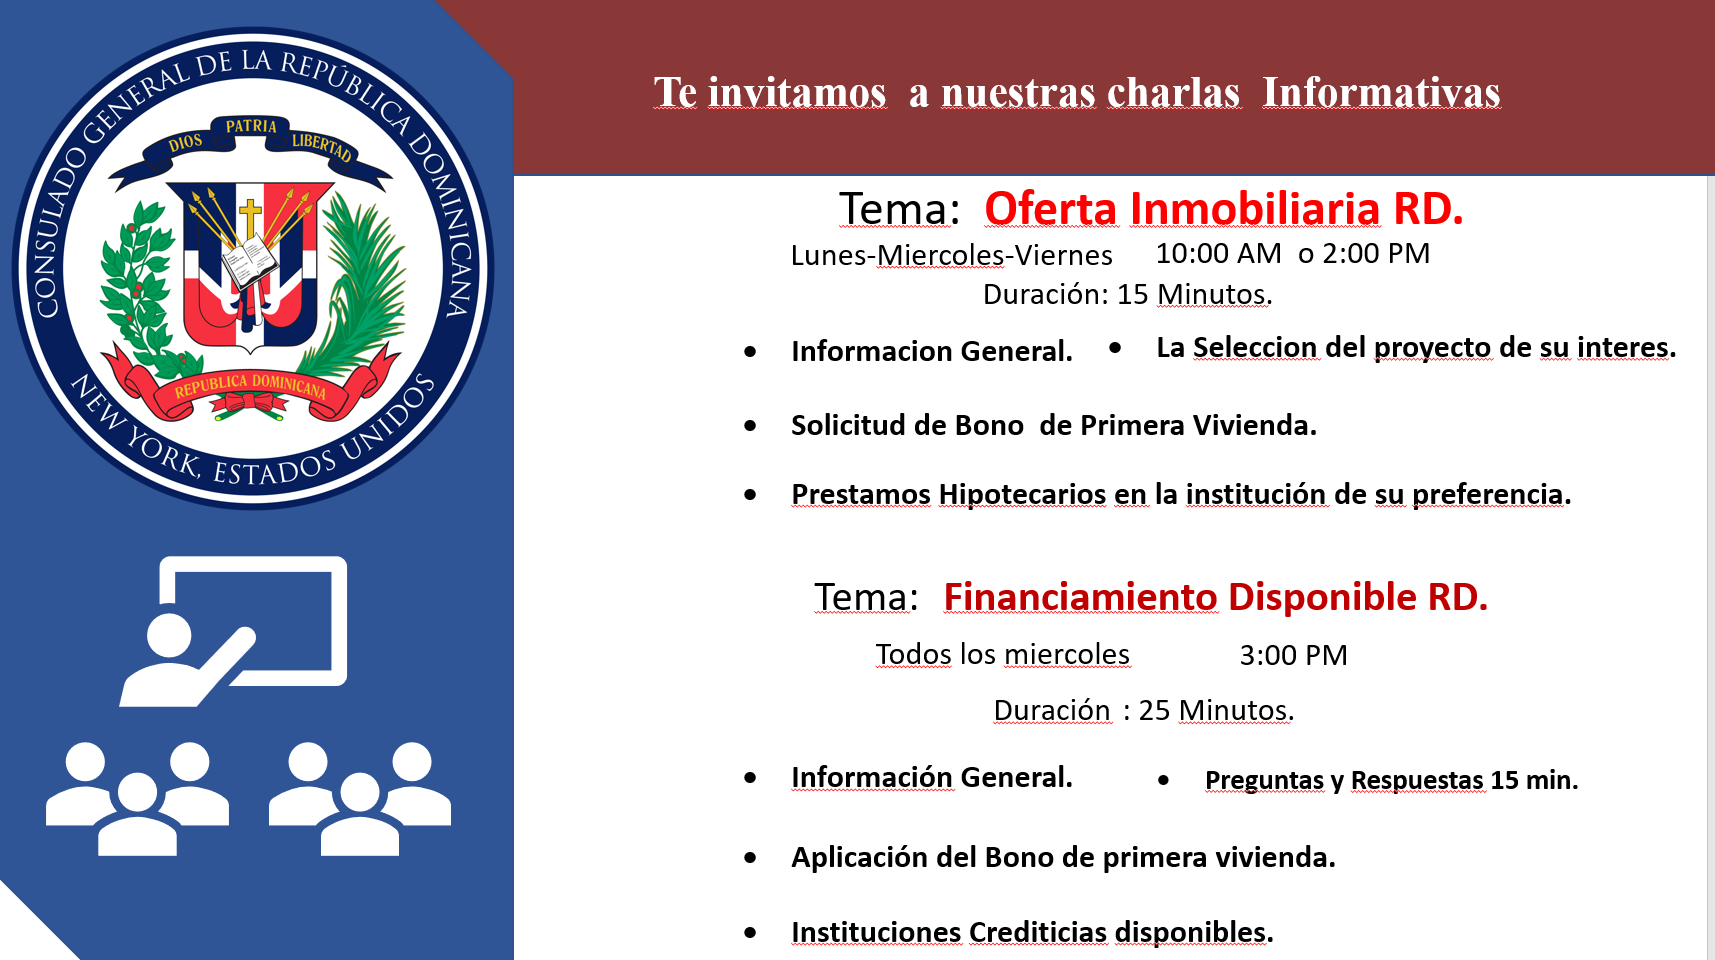 CONSULADO GENERAL DE LA REPÚBLICA DOMINICANA
DIOS PATRIA LIBERTAD
REPUBLICA DOMINICANA
NEW YORK, ESTADOS UNIDOS
Te invitamos a nuestras charlas Informativas
Tema: Oferta Inmobiliaria RD.
Lunes-Miercoles-Viernes 10:00 AM o 2:00 PM
Duración: 15 Minutos.
• Informacion General. • La Seleccion del proyecto de su interes.
• Solicitud de Bono de Primera Vivienda.
• Prestamos Hipotecarios en la institución de su preferencia.
Tema: Financiamiento Disponible RD.
Todos los miercoles 3:00 PM
Duración : 25 Minutos.
• Información General. • Preguntas y Respuestas 15 min.
• Aplicación del Bono de primera vivienda.
• Instituciones Crediticias disponibles.